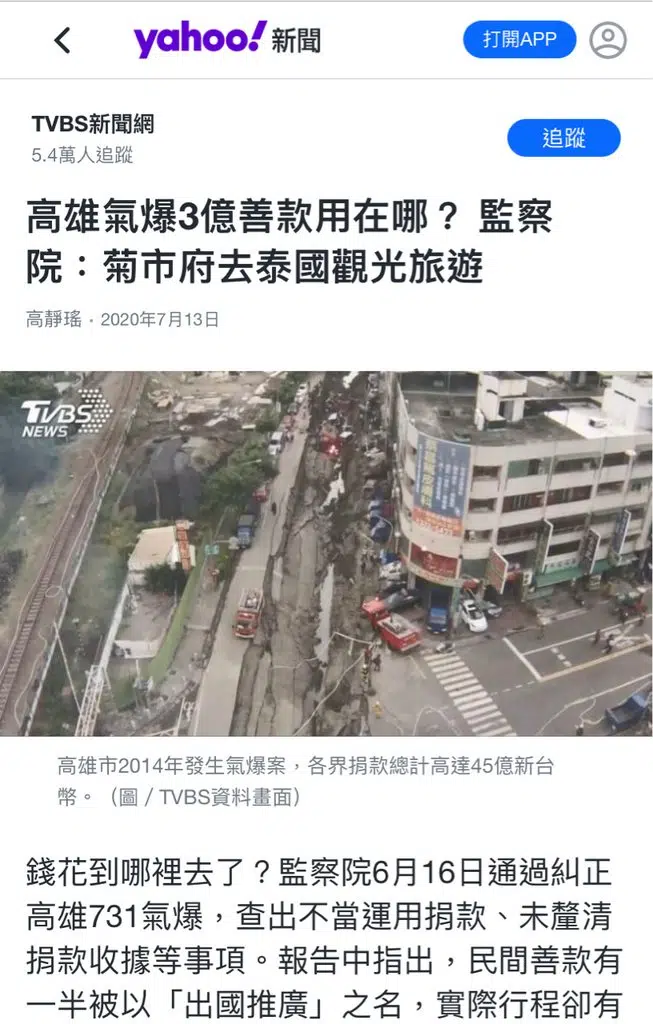 yahoo!新聞
打開APP
TVBS新聞網
5.4萬人追蹤
追蹤
高雄氣爆3億善款用在哪？ 監察
院：菊市府去泰國觀光旅遊
高靜瑤 · 2020年7月13日
TVBS
NEWS
高雄市2014年發生氣爆案，各界捐款總計高達45億新台
幣。（圖／TVBS資料畫面）
錢花到哪裡去了？監察院6月16日通過糾正
高雄731氣爆，查出不當運用捐款、未釐清
捐款收據等事項。報告中指出，民間善款有
一半被以「出國推廣」之名，實際行程卻有